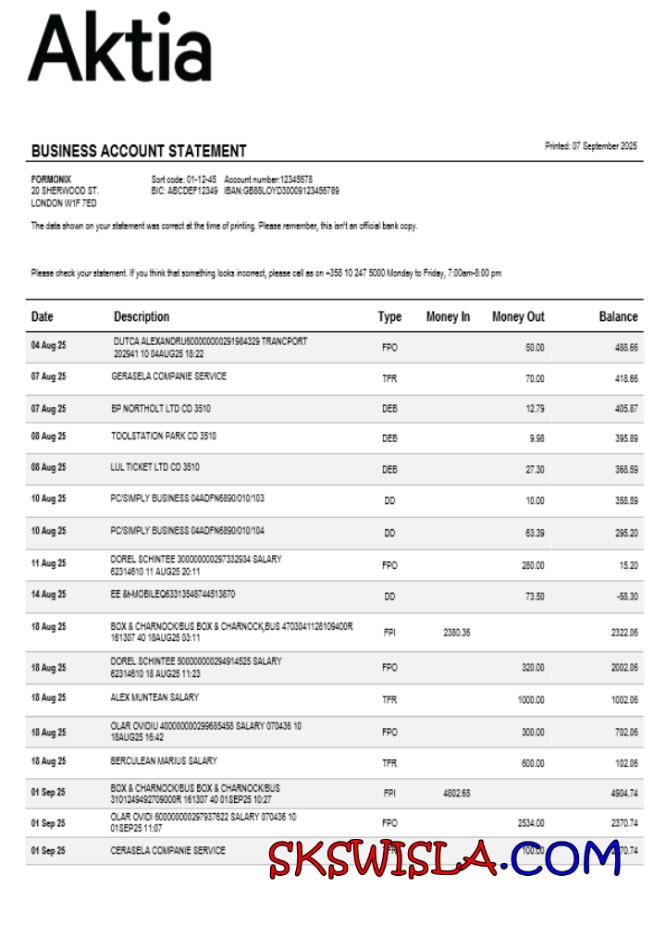 Aktia
BUSINESS ACCOUNT STATEMENT
Printed: 07 September 2025
FORMONIX
Sort code: 01-12-45 Account number:12345678
20 SHERWOOD ST.
BIC: ABCDEF12349 IBAN:GB88LOYD30009123456789
LONDON W1F 7ED
The data shown on your statement was correct at the time of printing. Please remember, this isn't an official bank copy.
Please check your statement. If you think that something looks incorrect, please call as on +358 10 247 5000 Monday to Friday, 7:00am-8:00 pm
Date Description Type Money In Money Out Balance
04 Aug 25 DUTCA ALEXANDRU600000000291984329 TRANCPORT FPO 50.00 488.66
202941 10 04AUG25 18:22
07 Aug 25 GERASELA COMPANIE SERVICE TFR 70.00 418.66
07 Aug 25 BP NORTHOLT LTD CD 3510 DEB 12.79 405.87
08 Aug 25 TOOLSTATION PARK CD 3510 DEB 9.98 395.89
08 Aug 25 LUL TICKET LTD CD 3510 DEB 27.30 368.59
10 Aug 25 PC/SIMPLY BUSINESS 04ADFN6890/010/103 DD 10.00 358.59
10 Aug 25 PC/SIMPLY BUSINESS 04ADFN6890/010/104 DD 63.39 295.20
11 Aug 25 DOREL SCHINTEE 300000000297332934 SALARY FPO 280.00 15.20
62314610 11 AUG25 20:11
14 Aug 25 EE &t-MOBILEQ63313548744513870 DD 73.50 -58.30
18 Aug 25 BOX & CHARNOCK/BUS BOX & CHARNOCK,BUS 4703041128109400R FPI 2380.36 2322.06
161307 40 18AUG25 03:11
18 Aug 25 DOREL SCHINTEE 500000000294914525 SALARY FPO 320.00 2002.06
62314610 18 AUG25 11:23
18 Aug 25 ALEX MUNTEAN SALARY TFR 1000.00 1002.06
18 Aug 25 OLAR OVIDIU 400000000299685458 SALARY 070436 10 FPO 300.00 702.06
18AUG25 16:42
18 Aug 25 BERCULEAN MARIUS SALARY TFR 600.00 102.06
01 Sep 25 BOX & CHARNOCK/BUS BOX & CHARNOCK/BUS FPI 4802.68 4904.74
3101249492709000R 161307 40 01SEP25 10:27
01 Sep 25 OLAR OVIDI 600000000297937622 SALARY 070436 10 FPO 2534.00 2370.74
01SEP25 11:07
01 Sep 25 CERASELA COMPANIE SERVICE 100.00
SKSWISLA.COM